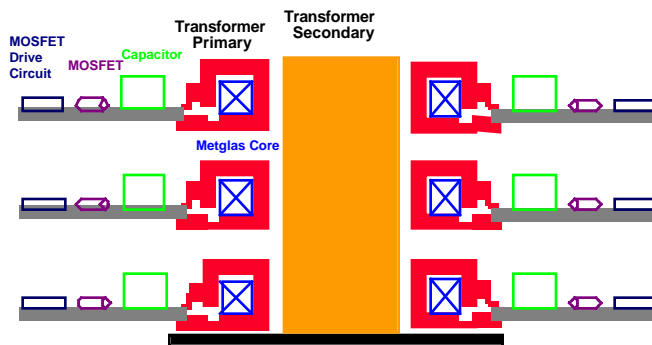 Transformer
Primary
Transformer
Secondary
MOSFET
Drive
Circuit
MOSFET
Capacitor
Metglas Core